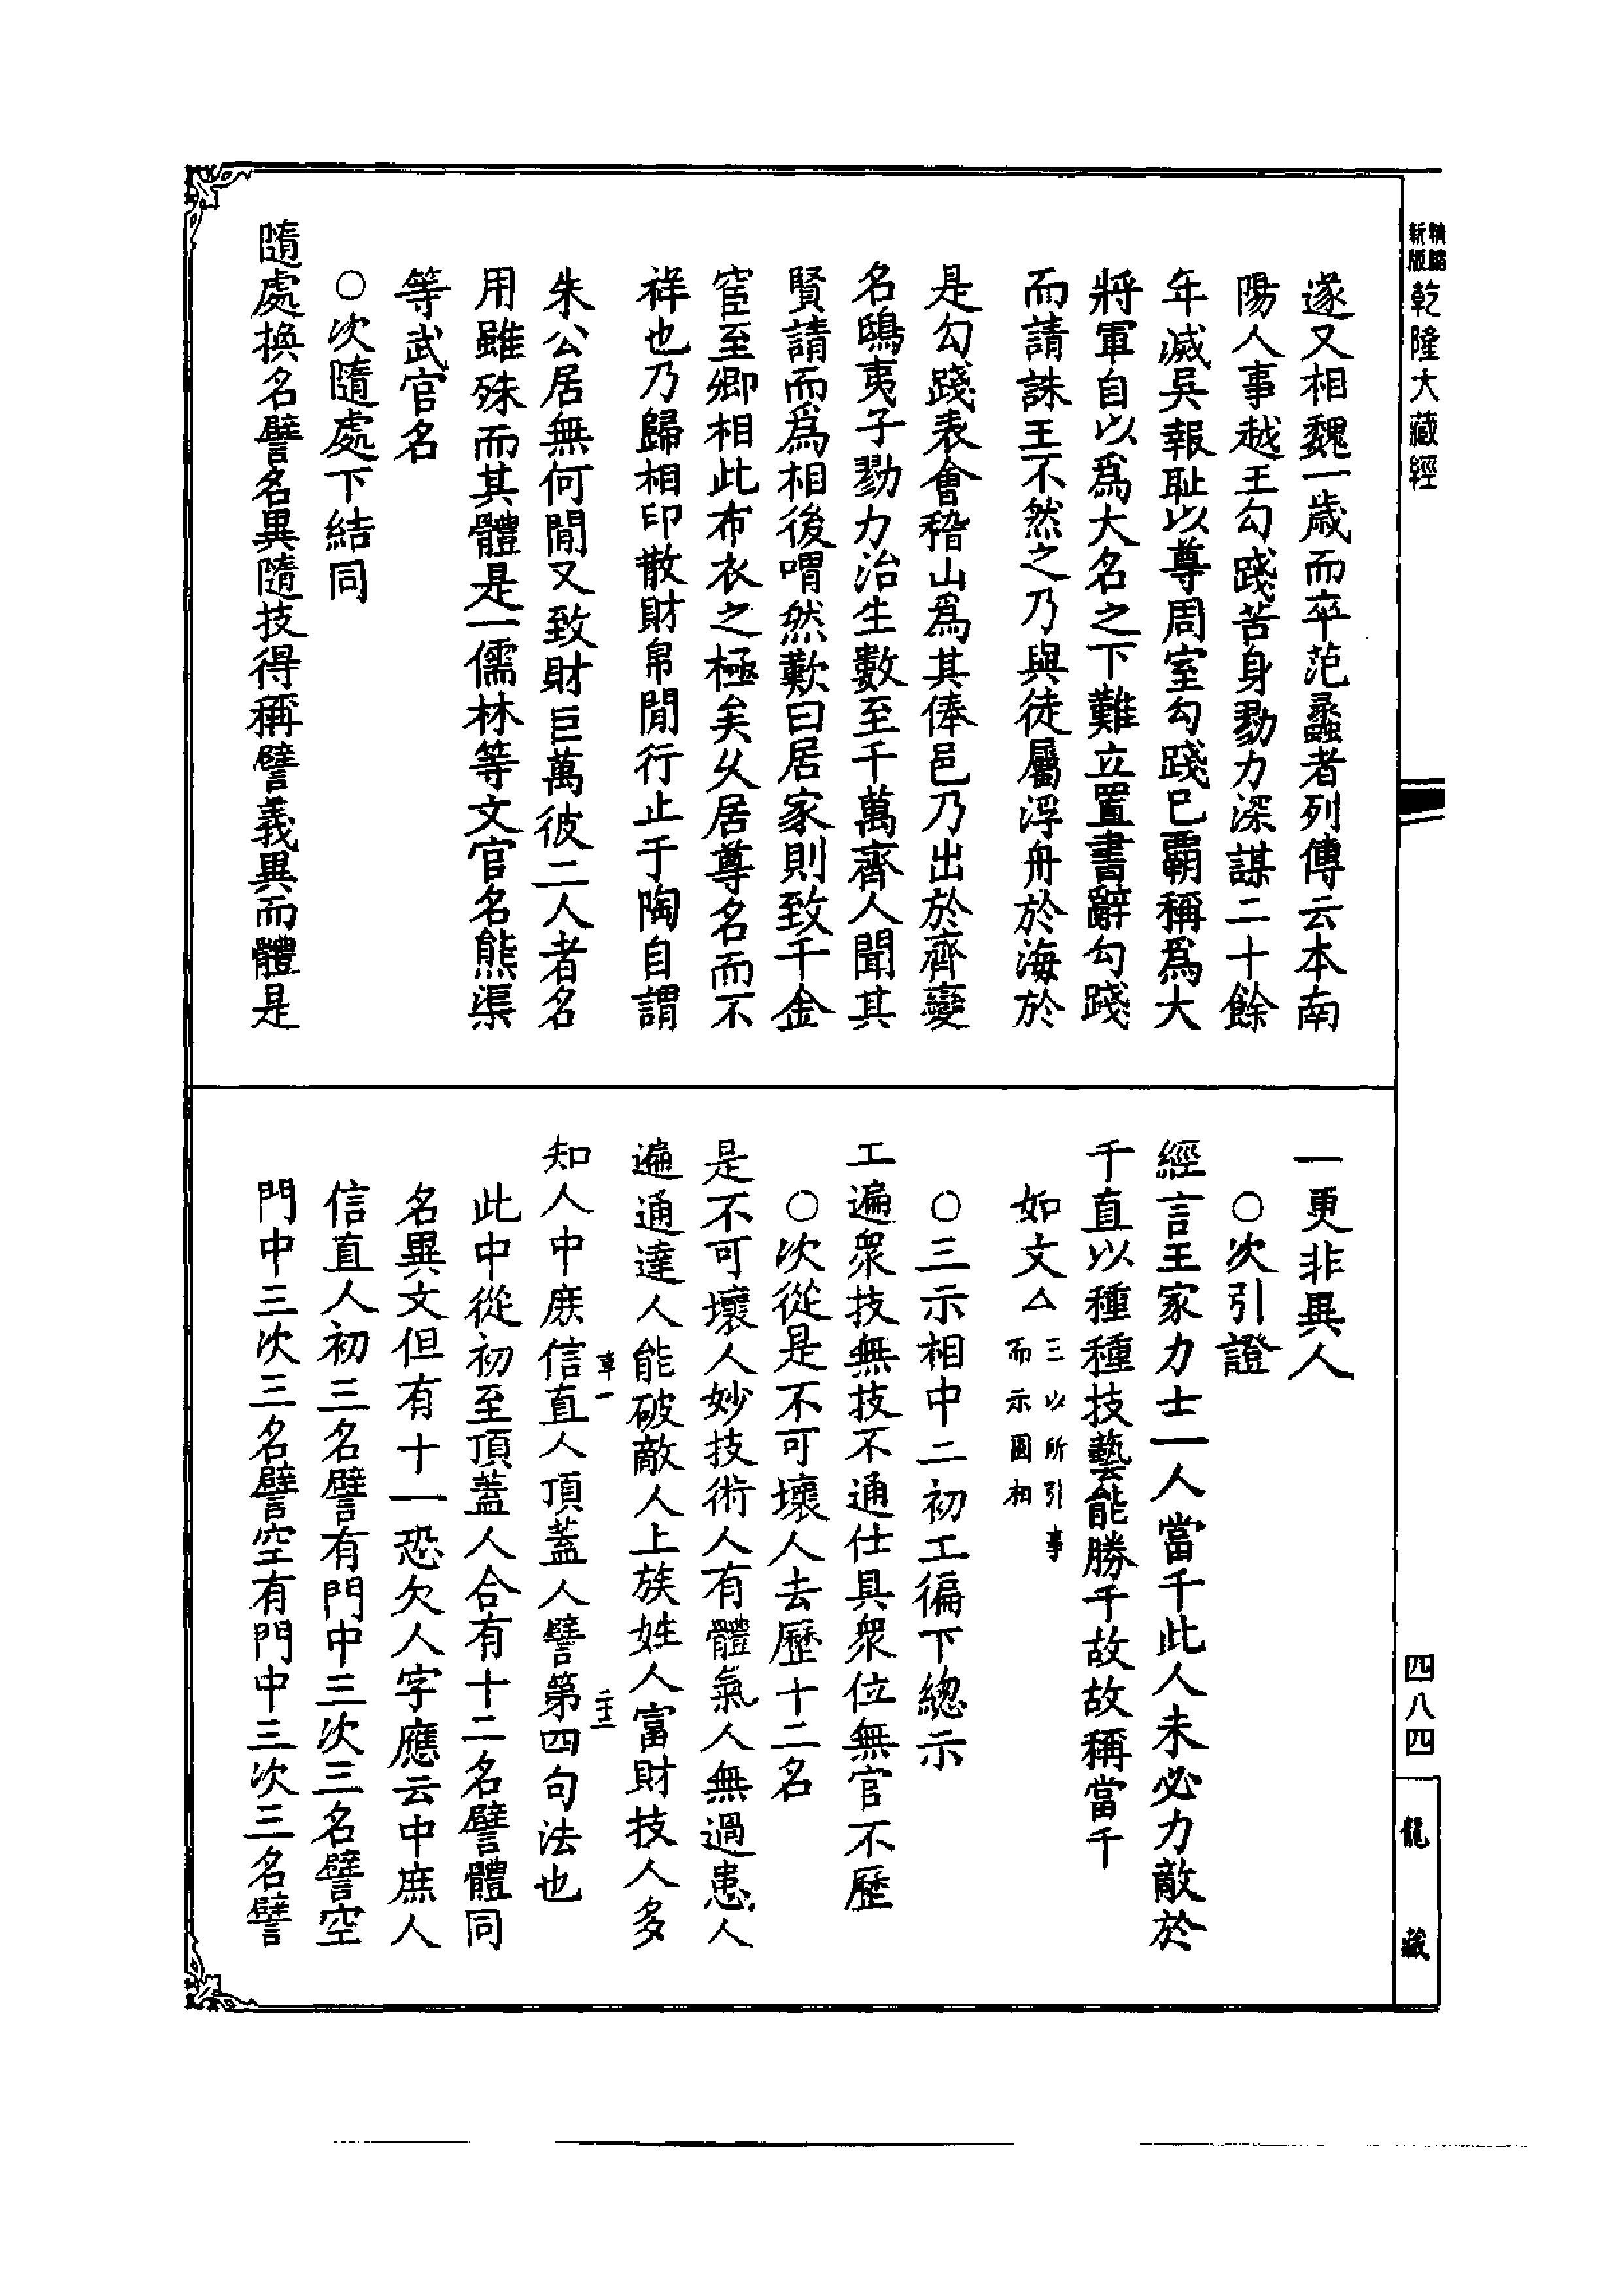 新版
精縮
乾隆大藏經
遂又相魏一歲而卒范蠡者列傳云本南
陽人事越王勾踐苦身勠力深謀二十餘
年滅吳報耻以尊周室勾踐已霸稱爲大
將軍自以爲大名之下難立置書辭勾踐
而請誅王不然之乃與徒屬浮舟於海於
是勾踐表會稽山爲其俸邑乃出於齊變
名鴟夷子勠力治生數至千萬齊人聞其
賢請而爲相後喟然歎曰居家則致千金
宦至卿相此布衣之極矣乆居尊名而不
祥也乃歸相印散財帛閒行止于陶自謂
朱公居無何閒又致財巨萬彼二人者名
用雖殊而其體是一儒林等文官名熊渠
等武官名
○次隨處下結同
隨處換名譬名異隨技得稱譬義異而體是
一更非異人
○次引證
經言王家力士一人當千此人未必力敵於
千直以種種技藝能勝千故故稱當千
如文△三以所引事
而示圓相
○三示相中二初工徧下總示
工遍衆技無技不通仕具衆位無官不歷
○次從是不可壞人去歷十二名
是不可壞人妙技術人有體氣人無過患人
遍通達人能破敵人上族姓人富財技人多
知人中庶信直人頂蓋人譬第四句法也
此中從初至頂蓋人合有十二名譬體同
名異文但有十一恐欠人字應云中庶人
信直人初三名譬有門中三次三名譬空
門中三次三名譬空有門中三次三名譬
四八四
龍藏